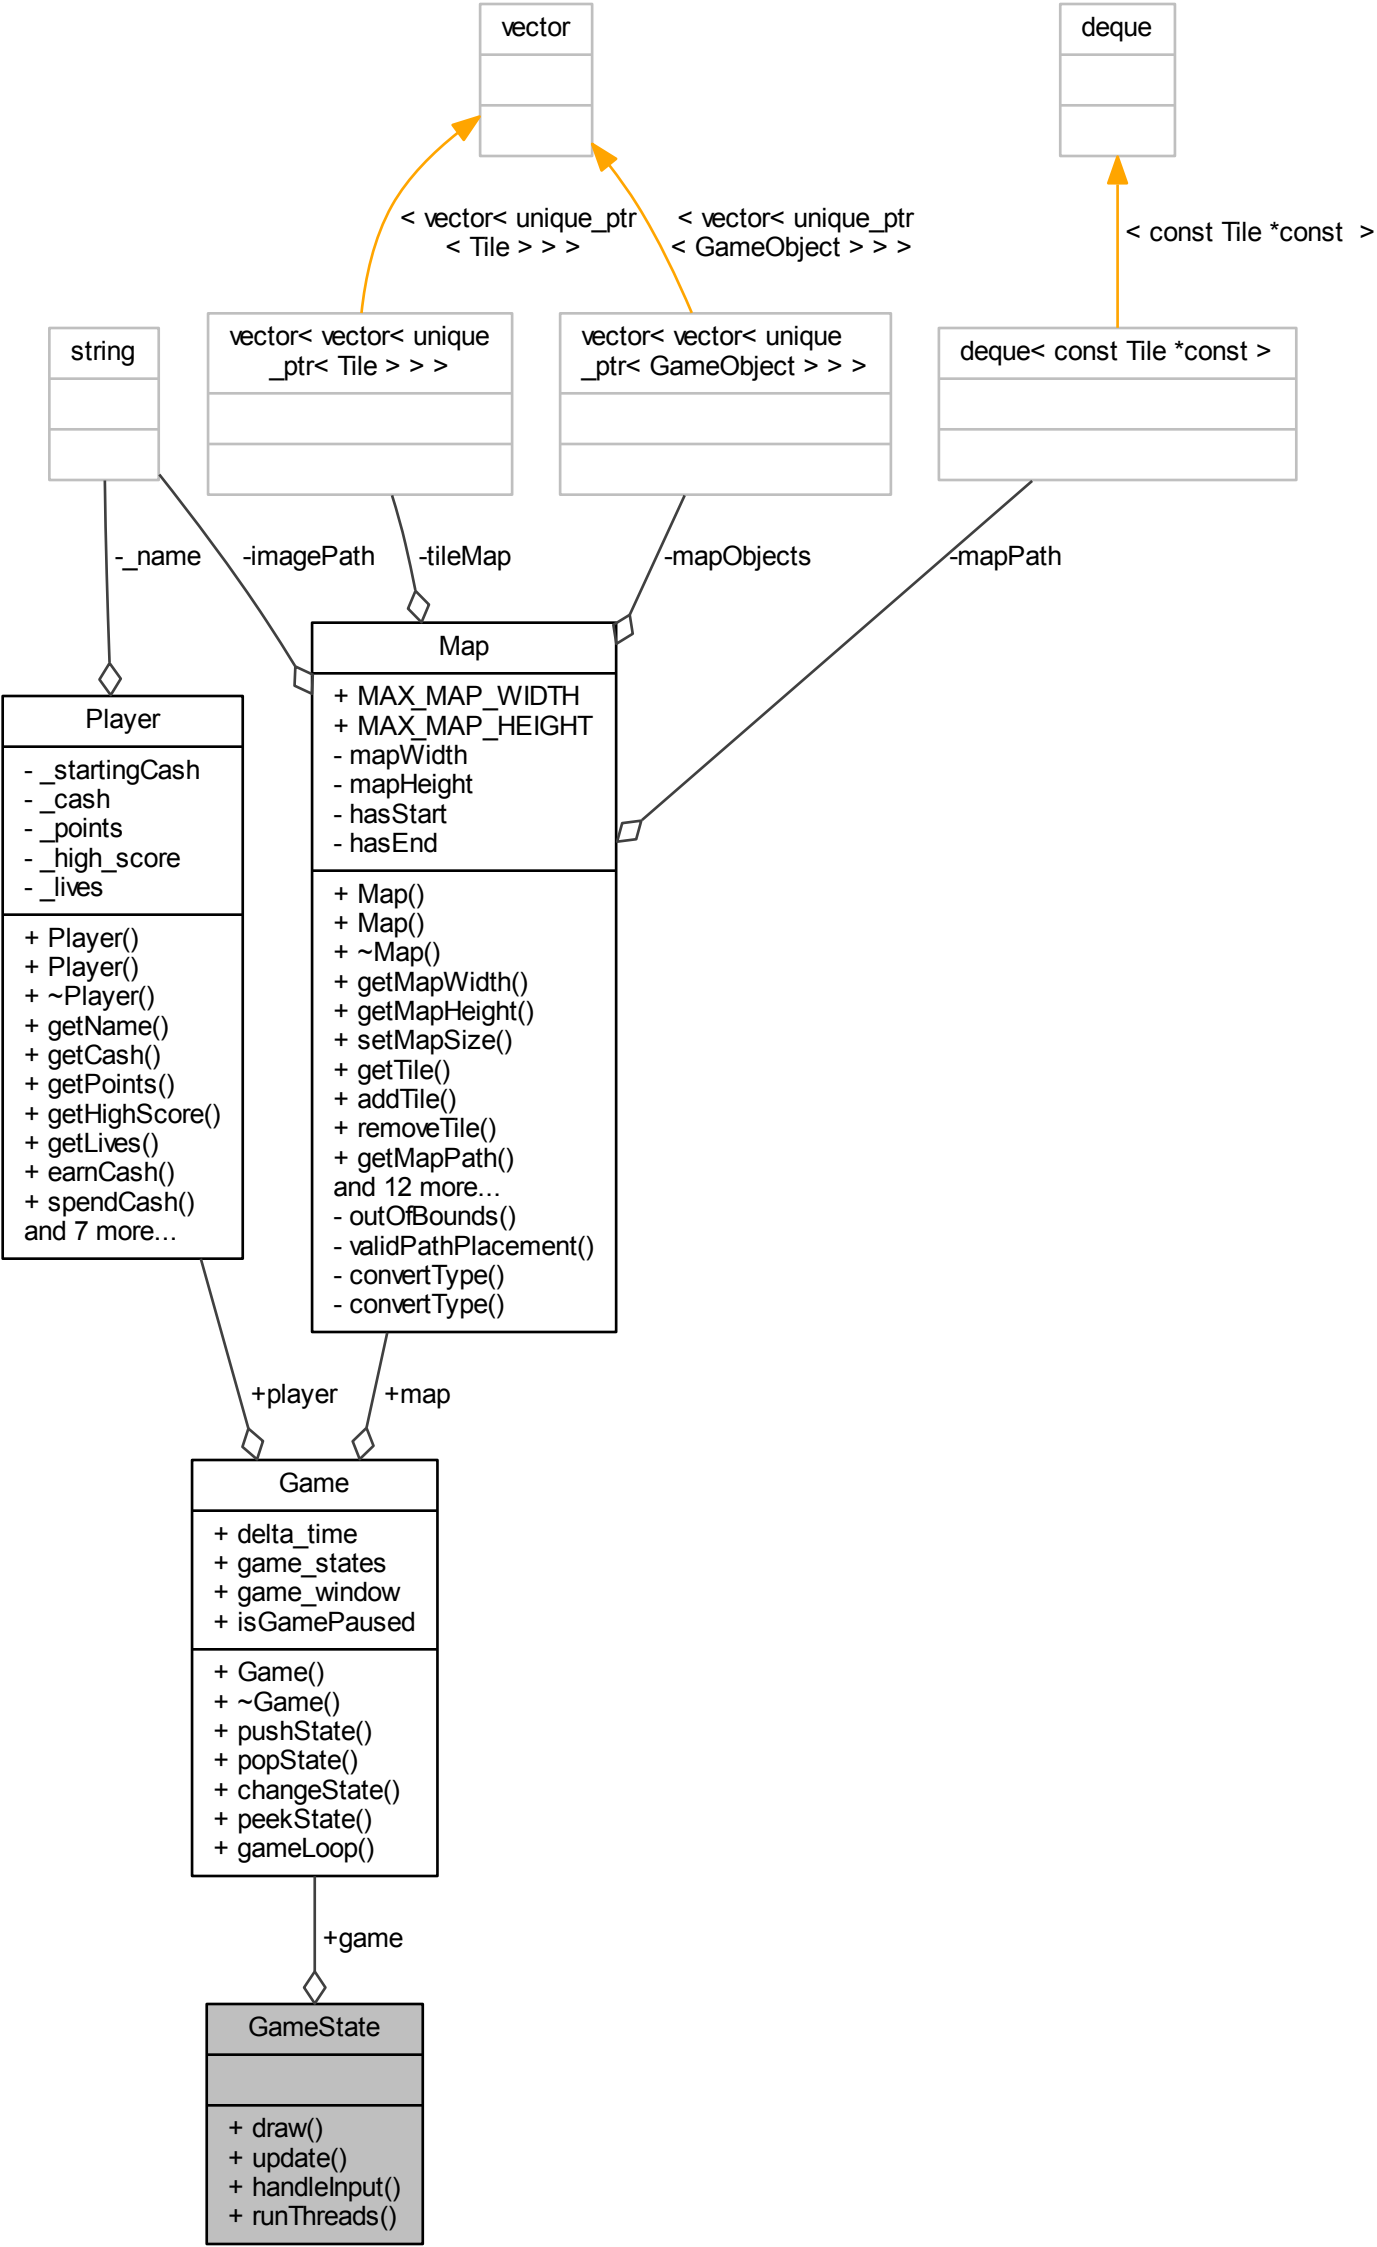 vector
deque
< vector< unique_ptr
< Tile > > >
< vector< unique_ptr
< GameObject > > >
< const Tile *const  >
string
vector< vector< unique
_ptr< Tile > > >
vector< vector< unique
_ptr< GameObject > > >
deque< const Tile *const >
-_name
-imagePath
-tileMap
-mapObjects
-mapPath
Player
- _startingCash
- _cash
- _points
- _high_score
- _lives
+ Player()
+ Player()
+ ~Player()
+ getName()
+ getCash()
+ getPoints()
+ getHighScore()
+ getLives()
+ earnCash()
+ spendCash()
and 7 more...
Map
+ MAX_MAP_WIDTH
+ MAX_MAP_HEIGHT
- mapWidth
- mapHeight
- hasStart
- hasEnd
+ Map()
+ Map()
+ ~Map()
+ getMapWidth()
+ getMapHeight()
+ setMapSize()
+ getTile()
+ addTile()
+ removeTile()
+ getMapPath()
and 12 more...
- outOfBounds()
- validPathPlacement()
- convertType()
- convertType()
+player
+map
Game
+ delta_time
+ game_states
+ game_window
+ isGamePaused
+ Game()
+ ~Game()
+ pushState()
+ popState()
+ changeState()
+ peekState()
+ gameLoop()
+game
GameState
+ draw()
+ update()
+ handleInput()
+ runThreads()